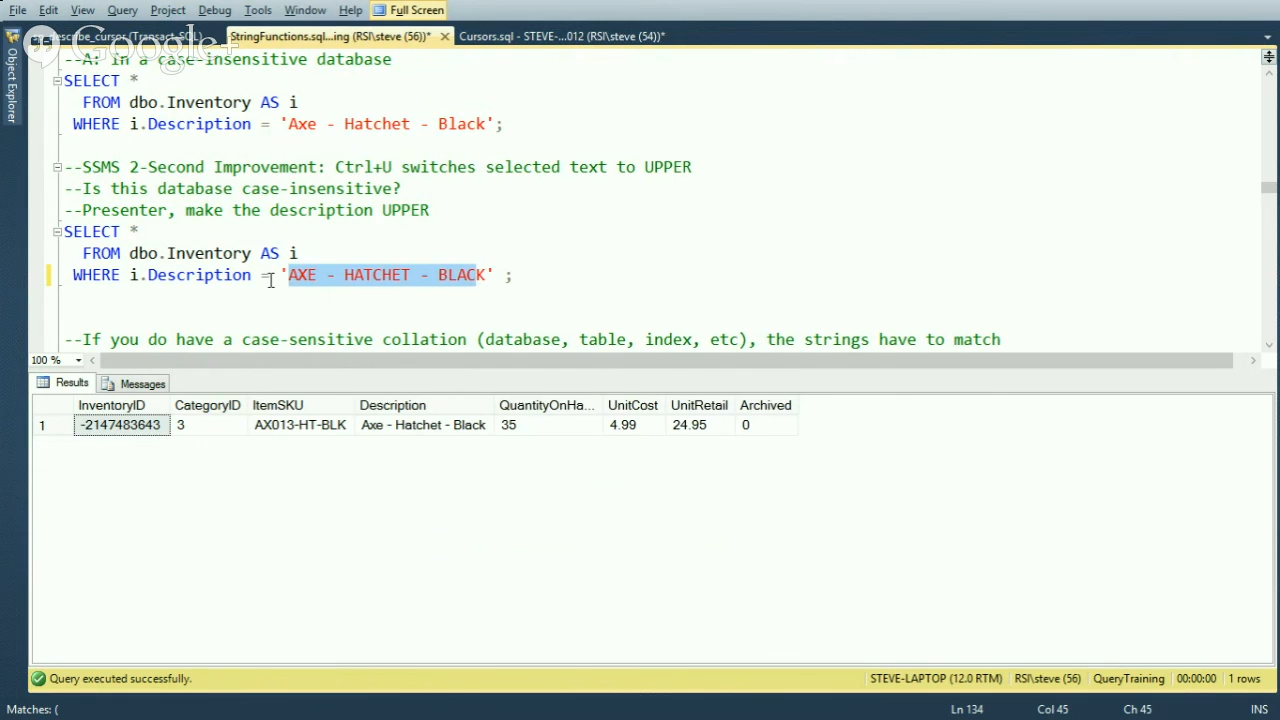 File Edit View Query Project Debug Tools Window Help Full Screen
sp_describe_cursor (Transact-SQL) StringFunctions.sql...ing (RSI\steve (56))* Cursors.sql - STEVE-...012 (RSI\steve (54))*
Google+
Object Explorer
--A: In a case-insensitive database
SELECT *
FROM dbo.Inventory AS i
WHERE i.Description = 'Axe - Hatchet - Black';
--SSMS 2-Second Improvement: Ctrl+U switches selected text to UPPER
--Is this database case-insensitive?
--Presenter, make the description UPPER
SELECT *
FROM dbo.Inventory AS i
WHERE i.Description = 'AXE - HATCHET - BLACK' ;
--If you do have a case-sensitive collation (database, table, index, etc), the strings have to match
100 %
Results Messages
InventoryID CategoryID ItemSKU Description QuantityOnHa... UnitCost UnitRetail Archived
1 -2147483643 3 AX013-HT-BLK Axe - Hatchet - Black 35 4.99 24.95 0
Query executed successfully. STEVE-LAPTOP (12.0 RTM) RSI\steve (56) QueryTraining 00:00:00 1 rows
Matches: ( Ln 134 Col 45 Ch 45 INS